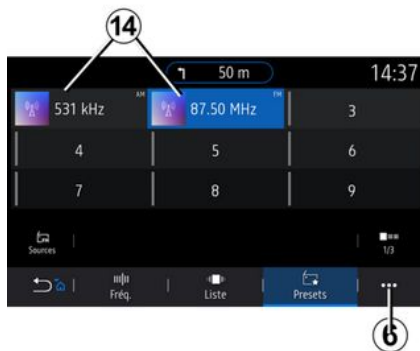 14
50 m
14:37
531 kHz AM
87.50 MHz FM
3
4
5
6
7
8
9
Sources
1/3
Fréq.
Liste
Presets
6